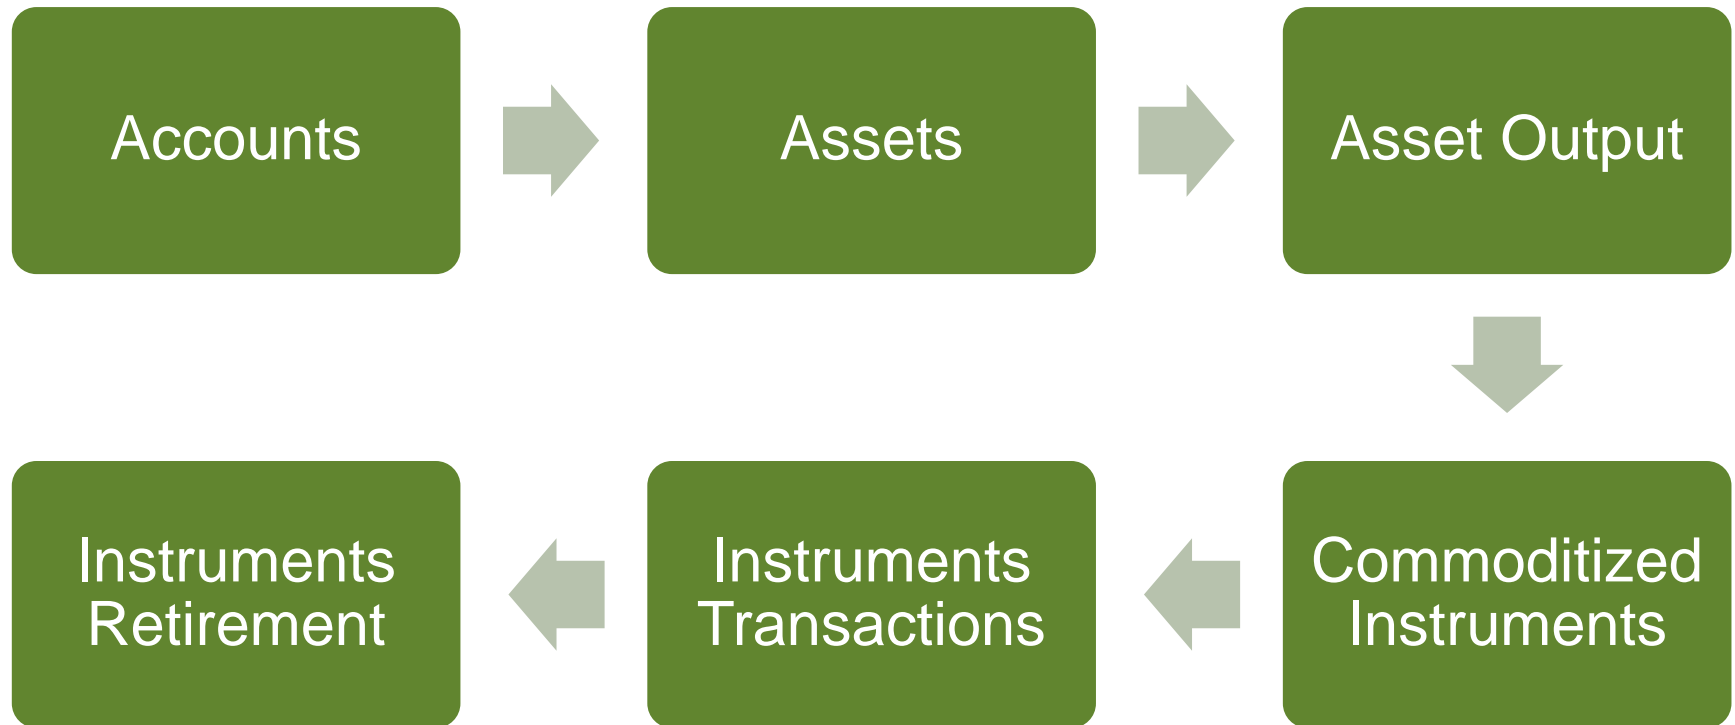 Accounts
Assets
Asset Output
Commoditized
Instruments
Instruments
Transactions
Instruments
Retirement